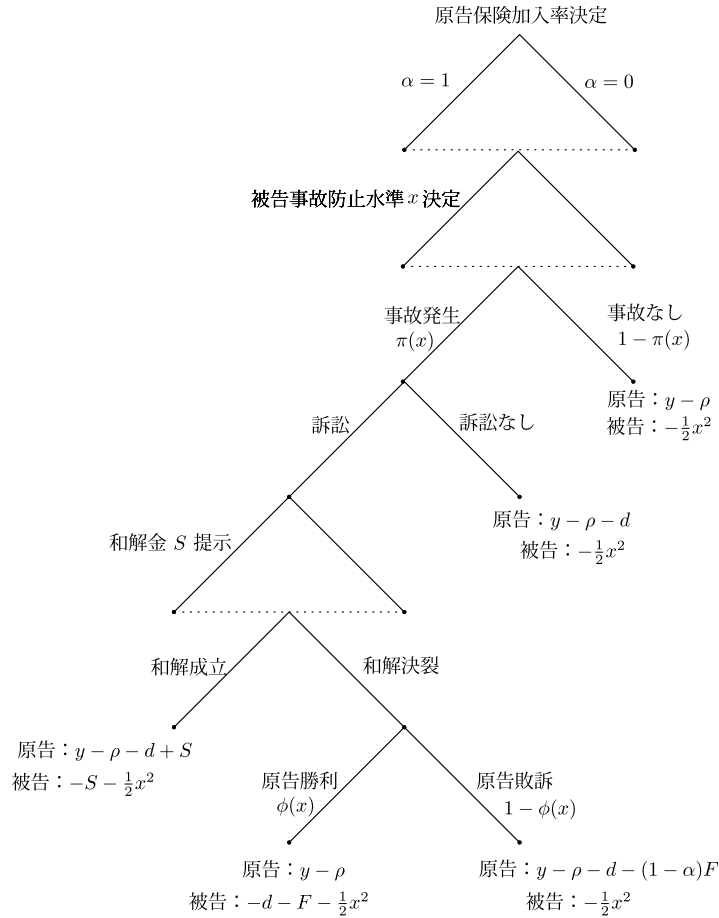 原告保険加入率決定
α = 1
α = 0
被告事故防止水準 x 決定
事故発生
π(x)
事故なし
1 − π(x)
原告：y − ρ
被告：−½x²
訴訟
訴訟なし
原告：y − ρ − d
被告：−½x²
和解金 S 提示
和解成立
和解決裂
原告：y − ρ − d + S
被告：−S − ½x²
原告勝利
ϕ(x)
原告敗訴
1 − ϕ(x)
原告：y − ρ
被告：−d − F − ½x²
原告：y − ρ − d − (1 − α)F
被告：−½x²